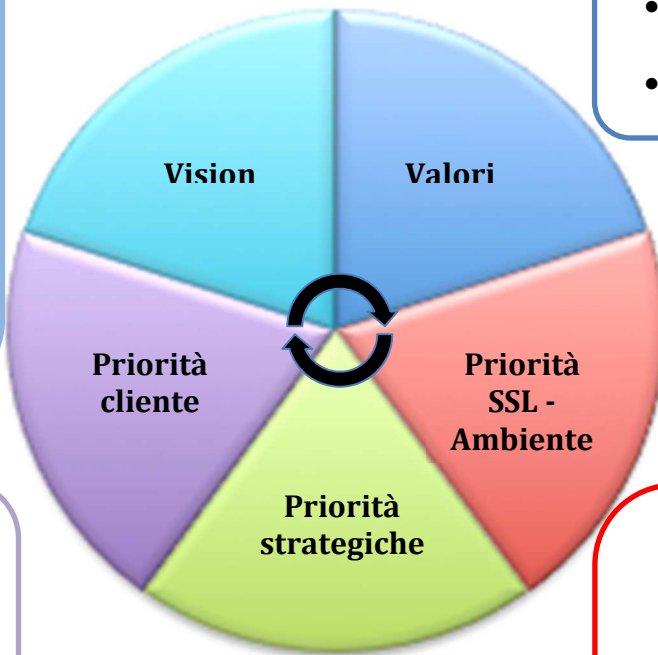 Vision
Valori
Priorità
cliente
Priorità
SSL -
Ambiente
Priorità
strategiche